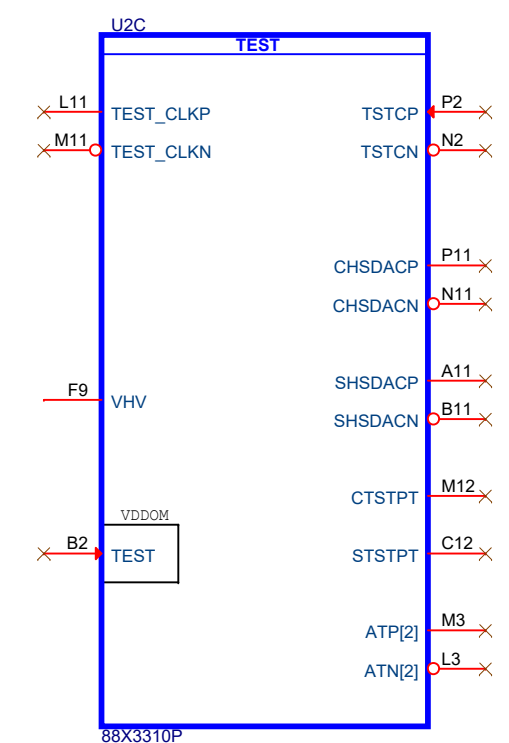 U2C
TEST
L11 TEST_CLKP TSTCP P2
M11 TEST_CLKN TSTCN N2
CHSDACP P11
CHSDACN N11
SHSDACP A11
F9 VHV
SHSDACN B11
CTSTPT M12
VDDOM
B2 TEST STSTPT C12
ATP[2] M3
ATN[2] L3
88X3310P